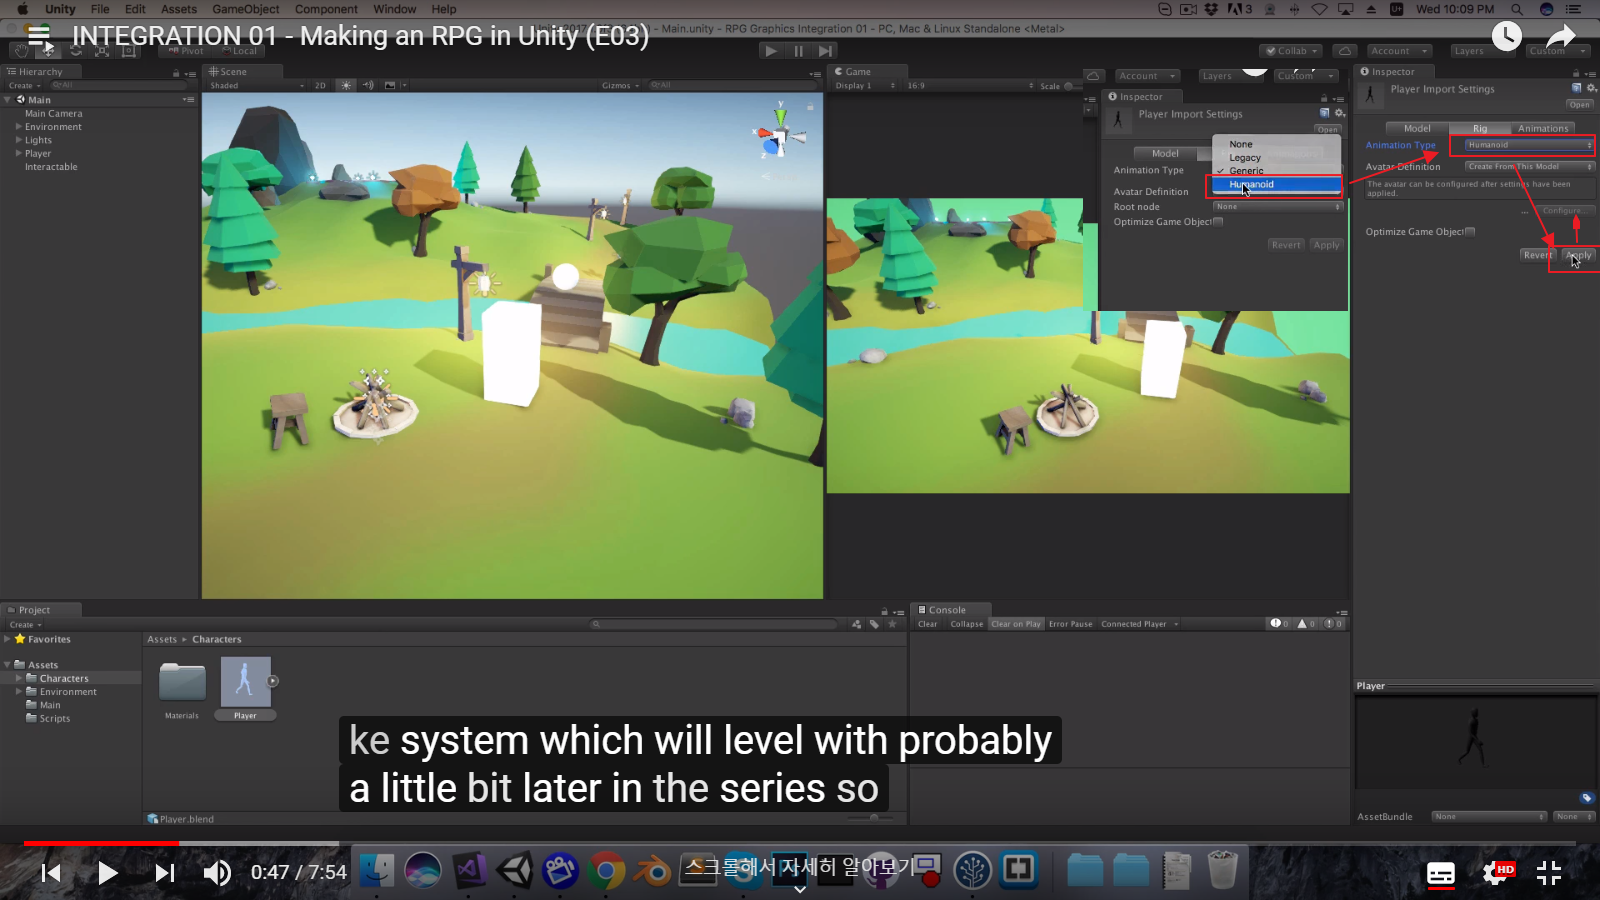 Unity File Edit Assets GameObject Component Window Help
3 Wed 10:09 PM
INTEGRATION 01 - Making an RPG in Unity (E03)
Main.unity - RPG Graphics Integration 01 - PC, Mac & Linux Standalone <Metal>
Pivot Local
Collab Account Layers Custom
Hierarchy
Create All
Main
Main Camera
Environment
Lights
Player
Interactable
Scene
Shaded 2D Gizmos All
y
x
z
Game
Display 1 16:9 Scale
Account Layers Custom
Inspector
Player Import Settings
Open
Model
Animation Type
Avatar Definition
Root node None
Optimize Game Object
Revert Apply
None
Legacy
Generic
Humanoid
Inspector
Player Import Settings
Open
Model Rig Animations
Animation Type Humanoid
Avatar Definition Create From This Model
The avatar can be configured after settings have been
applied.
... Configure...
Optimize Game Object
Revert Apply
Project
Create
Favorites
Assets
Characters
Environment
Main
Scripts
Assets Characters
Materials
Player
Player.blend
Console
Clear Collapse Clear on Play Error Pause Connected Player 0 0 0
Player
AssetBundle None None
ke system which will level with probably
a little bit later in the series so
0:47 / 7:54
스크롤해서 자세히 알아보기
HD